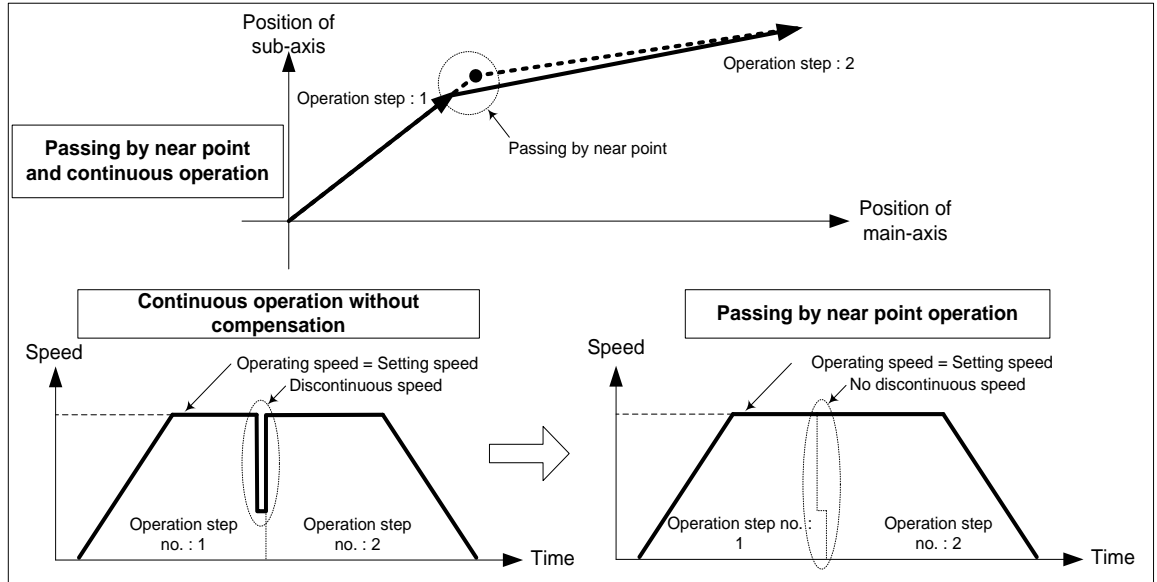 Position of
sub-axis
Operation step : 1
Operation step : 2
Passing by near point
Passing by near point
and continuous operation
Position of
main-axis
Continuous operation without
compensation
Speed
Operating speed = Setting speed
Discontinuous speed
Operation step
no. : 1
Operation step
no. : 2
Time
Passing by near point operation
Speed
Operating speed = Setting speed
No discontinuous speed
Operation step no. :
1
Operation step
no. : 2
Time